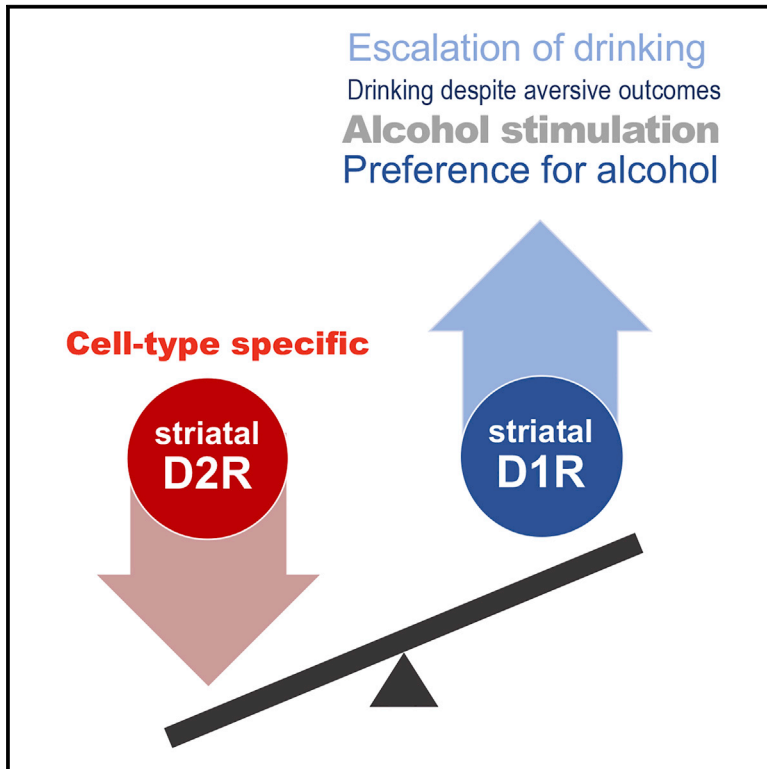 Escalation of drinking
Drinking despite aversive outcomes
Alcohol stimulation
Preference for alcohol
Cell-type specific
striatal
D2R
striatal
D1R